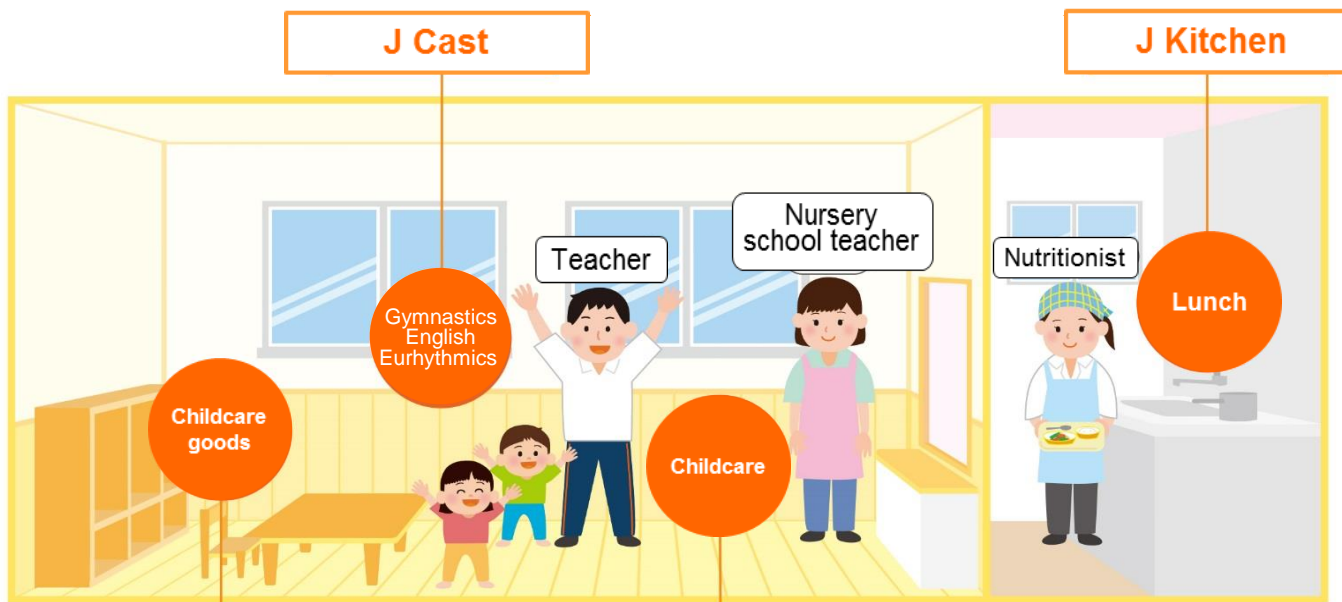 J Cast
J Kitchen
Nursery
school teacher
Teacher
Nutritionist
Gymnastics
English
Eurhythmics
Lunch
Childcare
goods
Childcare